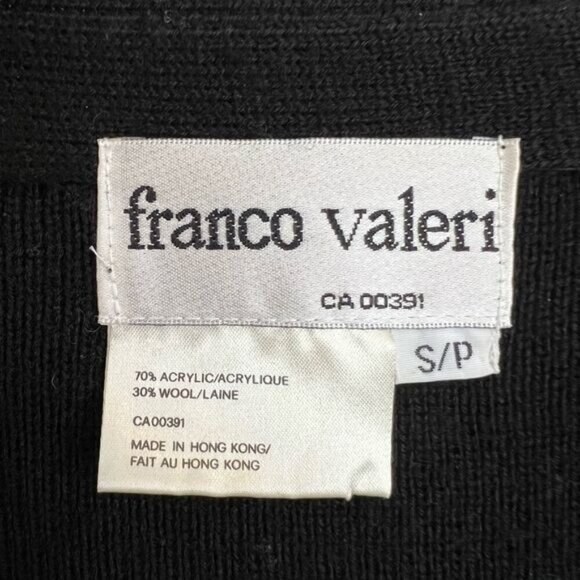 franco valeri
CA 00391
S/P
70% ACRYLIC/ACRYLIQUE
30% WOOL/LAINE
CA00391
MADE IN HONG KONG/
FAIT AU HONG KONG